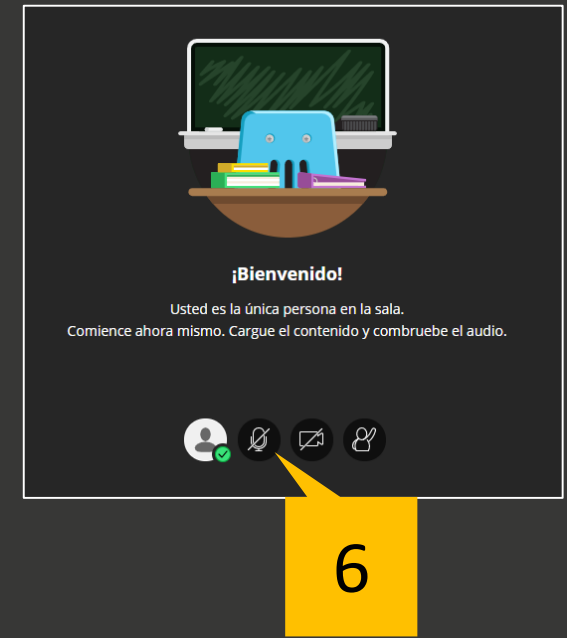 ¡Bienvenido!
Usted es la única persona en la sala.
Comience ahora mismo. Cargue el contenido y combruebe el audio.
6